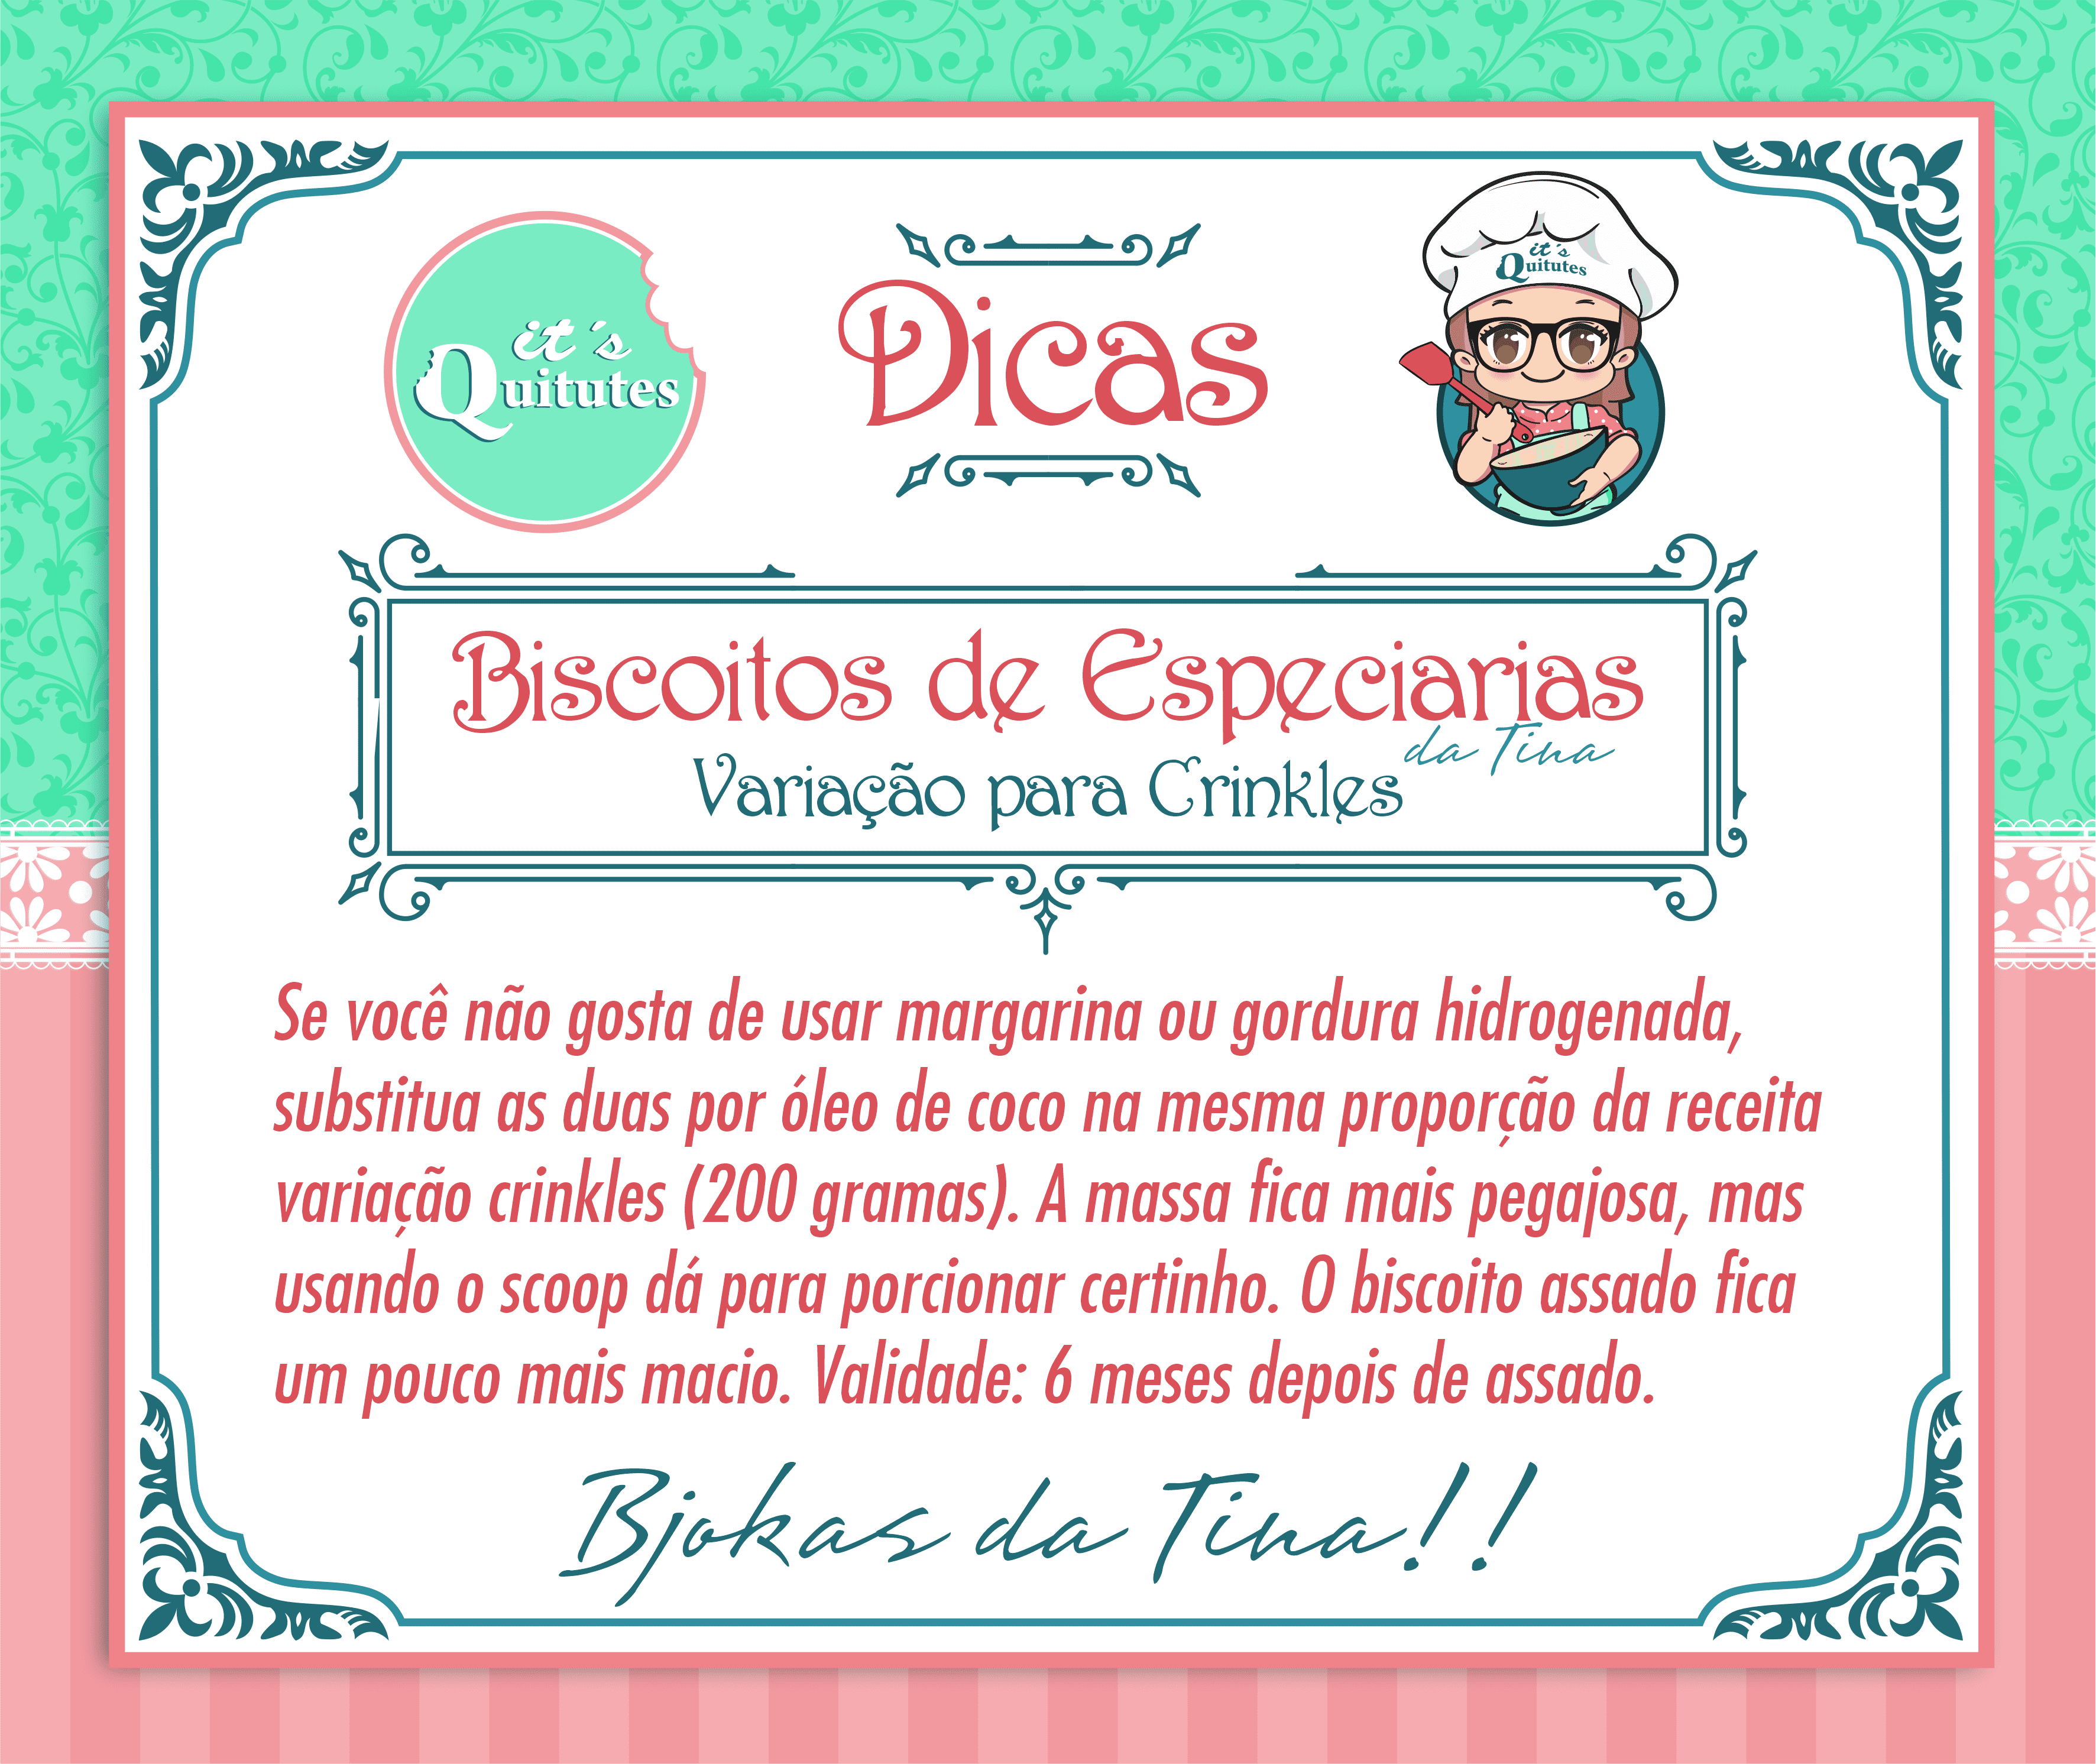 it´s
Quitutes
Dicas
it´s
Quitutes
Biscoitos de Especiarias
da Tina
Variação para Crinkles
Se você não gosta de usar margarina ou gordura hidrogenada,
substitua as duas por óleo de coco na mesma proporção da receita
variação crinkles (200 gramas). A massa fica mais pegajosa, mas
usando o scoop dá para porcionar certinho. O biscoito assado fica
um pouco mais macio. Validade: 6 meses depois de assado.
Bjokas da Tina!!